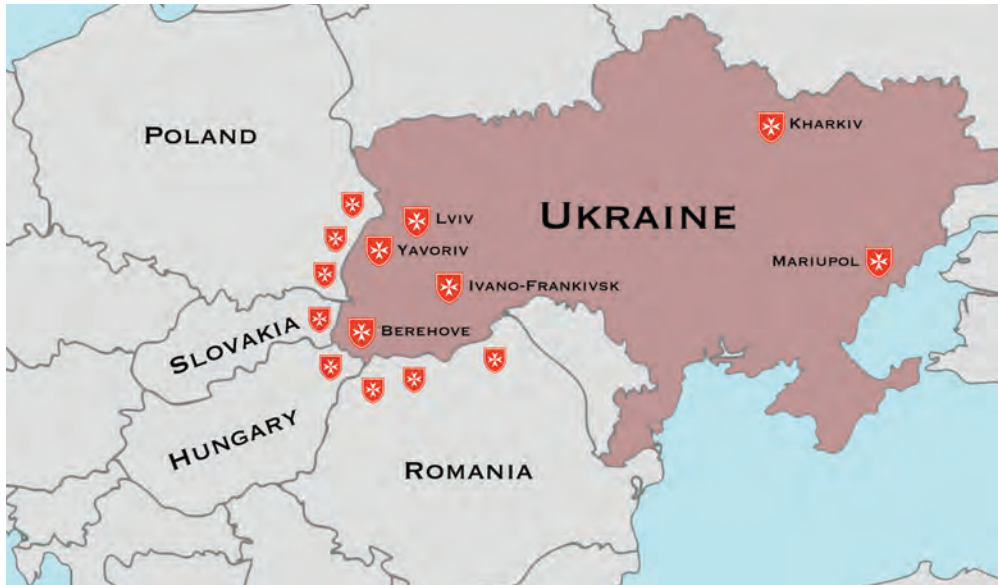 POLAND
KHARKIV
LVIV
UKRAINE
YAVORIV
MARIUPOL
IVANO-FRANKIVSK
SLOVAKIA
BEREHOVE
HUNGARY
ROMANIA